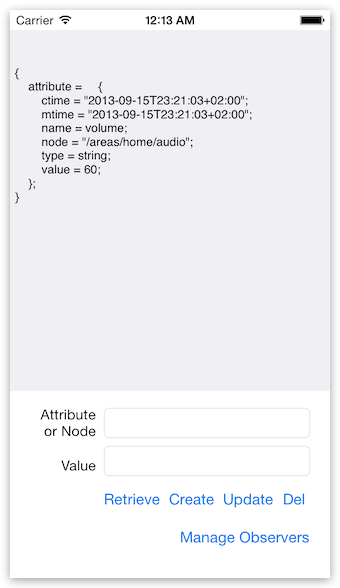 Carrier 12:13 AM
{
attribute = {
ctime = "2013-09-15T23:21:03+02:00";
mtime = "2013-09-15T23:21:03+02:00";
name = volume;
node = "/areas/home/audio";
type = string;
value = 60;
};
}
Attribute
or Node
Value
Retrieve Create Update Del
Manage Observers